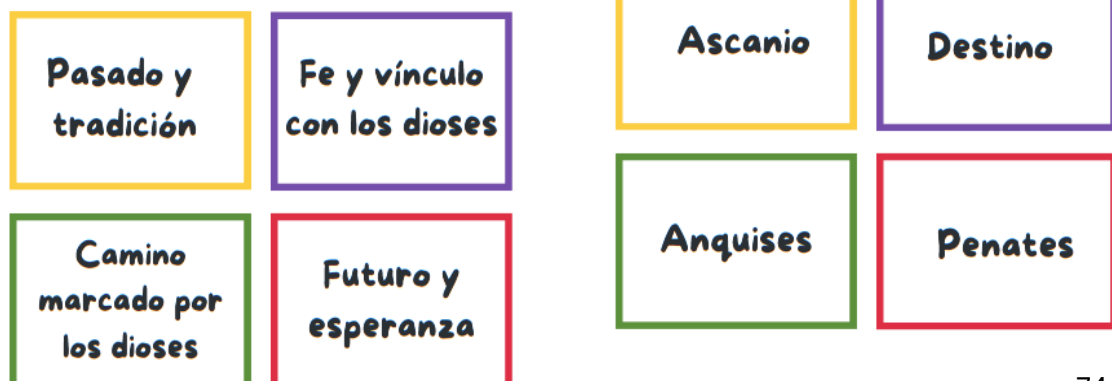 Pasado y
tradición
Fe y vínculo
con los dioses
Camino
marcado por
los dioses
Futuro y
esperanza
Ascanio
Destino
Anquises
Penates